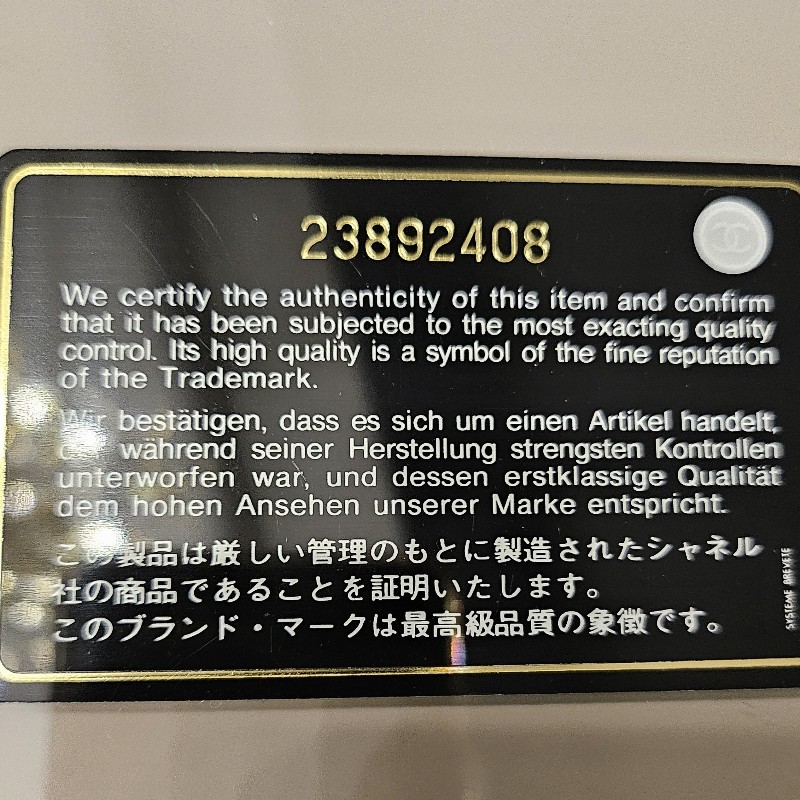 23892408
We certify the authenticity of this item and confirm
that it has been subjected to the most exacting quality
control. Its high quality is a symbol of the fine reputation
of the Trademark.
Wir bestätigen, dass es sich um einen Artikel handelt,
der während seiner Herstellung strengsten Kontrollen
unterworfen war, und dessen erstklassige Qualität
dem hohen Ansehen unserer Marke entspricht.
この製品は厳しい管理のもとに製造されたシャネル
社の商品であることを証明いたします。
このブランド・マークは最高級品質の象徴です。
SYSTEME BREVETE